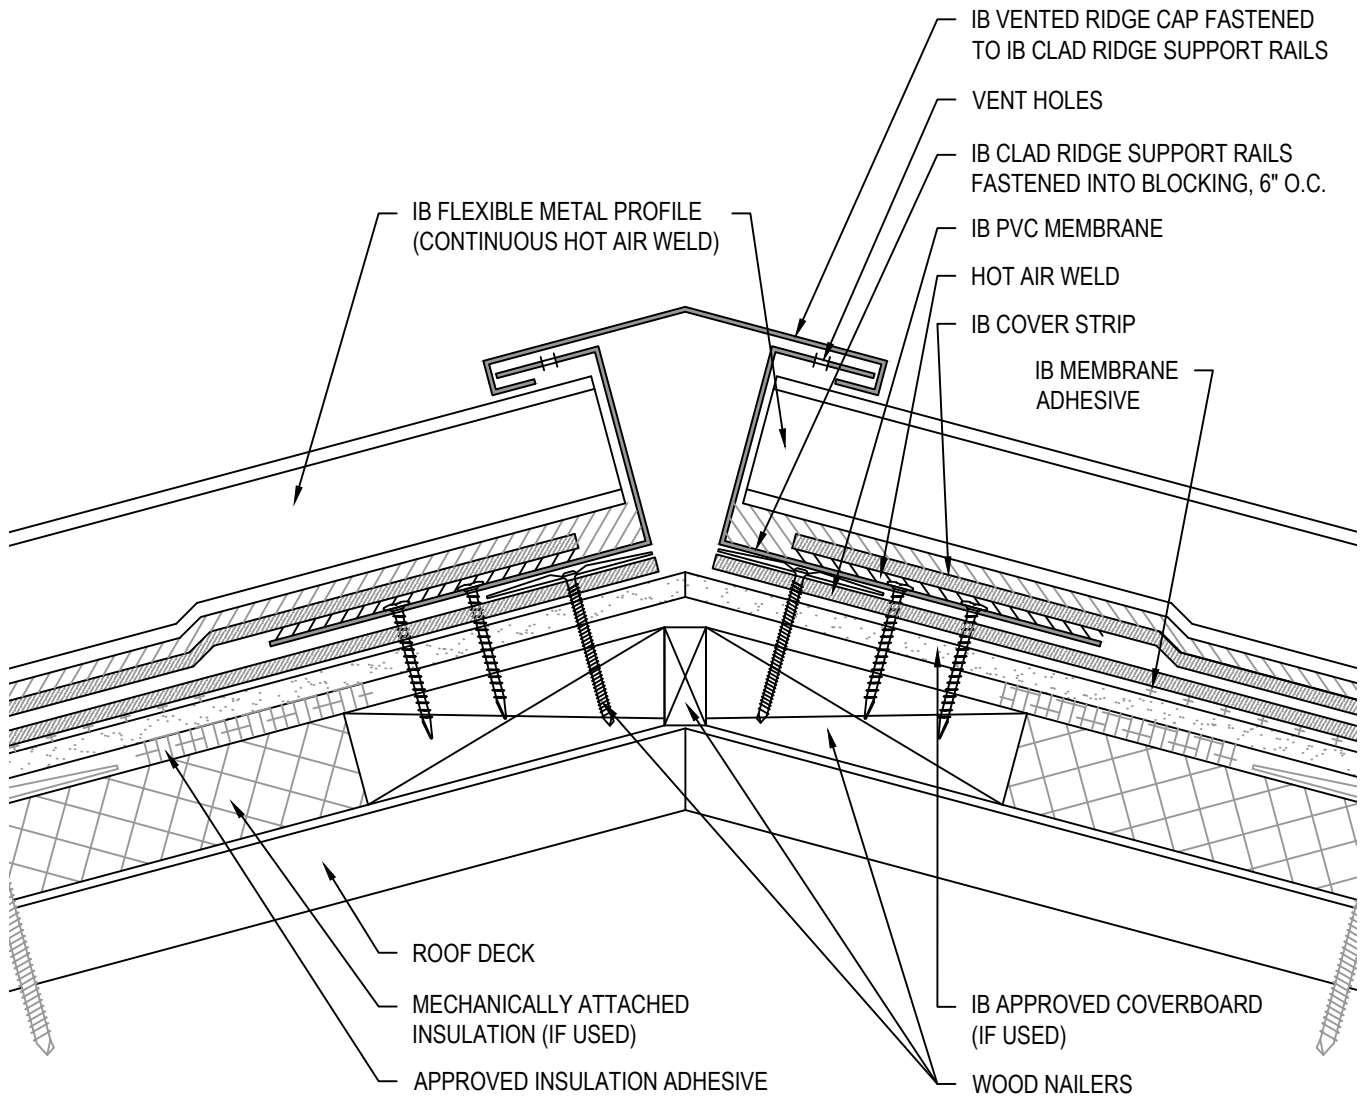 IB VENTED RIDGE CAP FASTENED
TO IB CLAD RIDGE SUPPORT RAILS
VENT HOLES
IB CLAD RIDGE SUPPORT RAILS
FASTENED INTO BLOCKING, 6" O.C.
IB FLEXIBLE METAL PROFILE
(CONTINUOUS HOT AIR WELD)
IB PVC MEMBRANE
HOT AIR WELD
IB COVER STRIP
IB MEMBRANE
ADHESIVE
ROOF DECK
MECHANICALLY ATTACHED
INSULATION (IF USED)
APPROVED INSULATION ADHESIVE
IB APPROVED COVERBOARD
(IF USED)
WOOD NAILERS